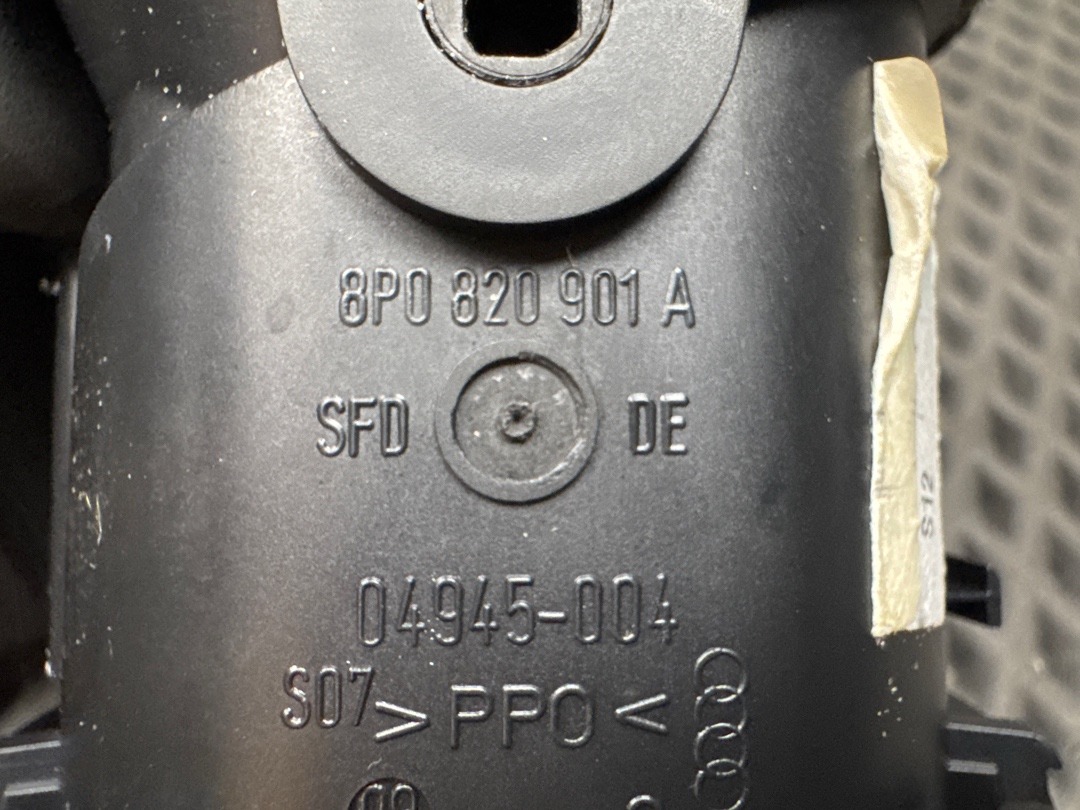 8P0 820 901 A
SFD DE
04945-004
S07 > PPO <
S12